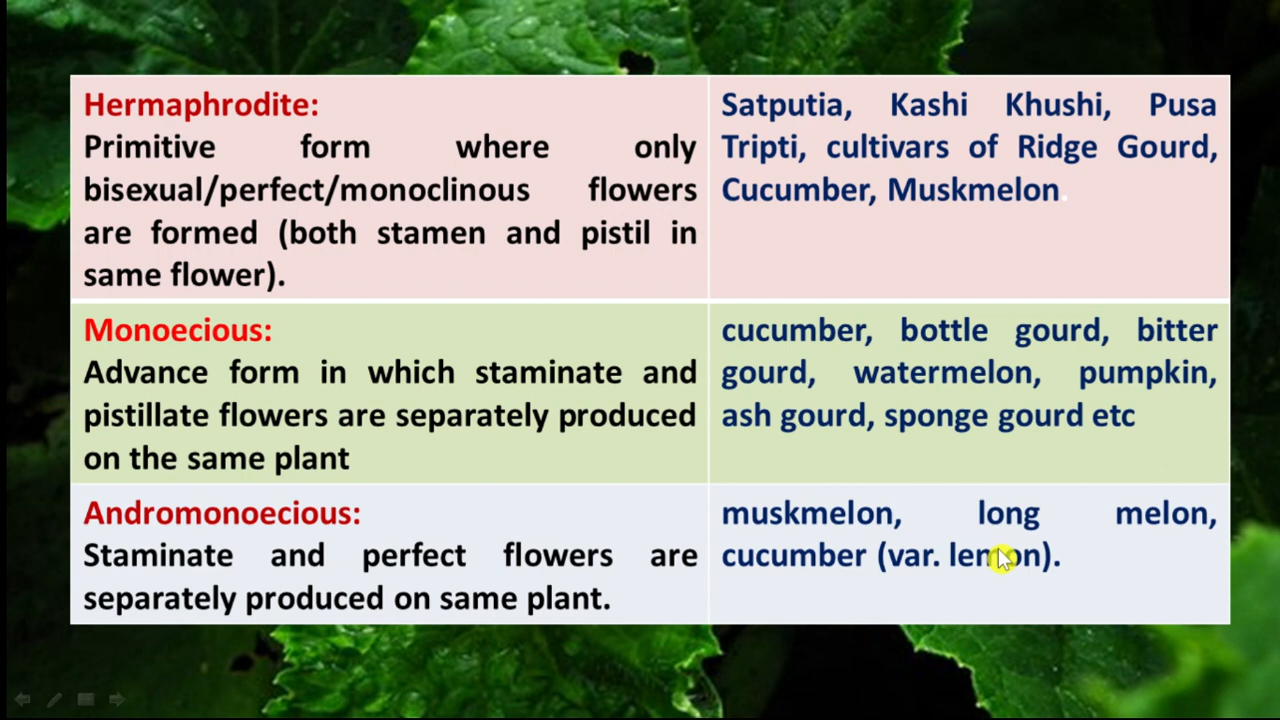 Hermaphrodite:
Primitive form where only
bisexual/perfect/monoclinous flowers
are formed (both stamen and pistil in
same flower).
Satputia, Kashi Khushi, Pusa
Tripti, cultivars of Ridge Gourd,
Cucumber, Muskmelon.
Monoecious:
Advance form in which staminate and
pistillate flowers are separately produced
on the same plant
cucumber, bottle gourd, bitter
gourd, watermelon, pumpkin,
ash gourd, sponge gourd etc
Andromonoecious:
Staminate and perfect flowers are
separately produced on same plant.
muskmelon, long melon,
cucumber (var. lemon).